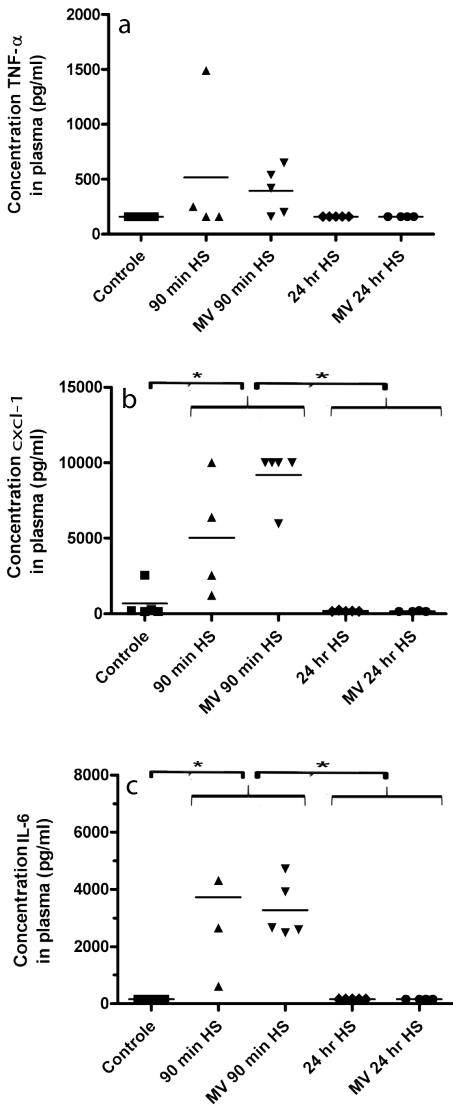 a
Concentration TNF-α
in plasma (pg/ml)
2000
1500
1000
500
0
Controle
90 min HS
MV 90 min HS
24 hr HS
MV 24 hr HS
b
* *
Concentration cxcl-1
in plasma (pg/ml)
15000
10000
5000
0
Controle
90 min HS
MV 90 min HS
24 hr HS
MV 24 hr HS
c
* *
Concentration IL-6
in plasma (pg/ml)
8000
6000
4000
2000
0
Controle
90 min HS
MV 90 min HS
24 hr HS
MV 24 hr HS